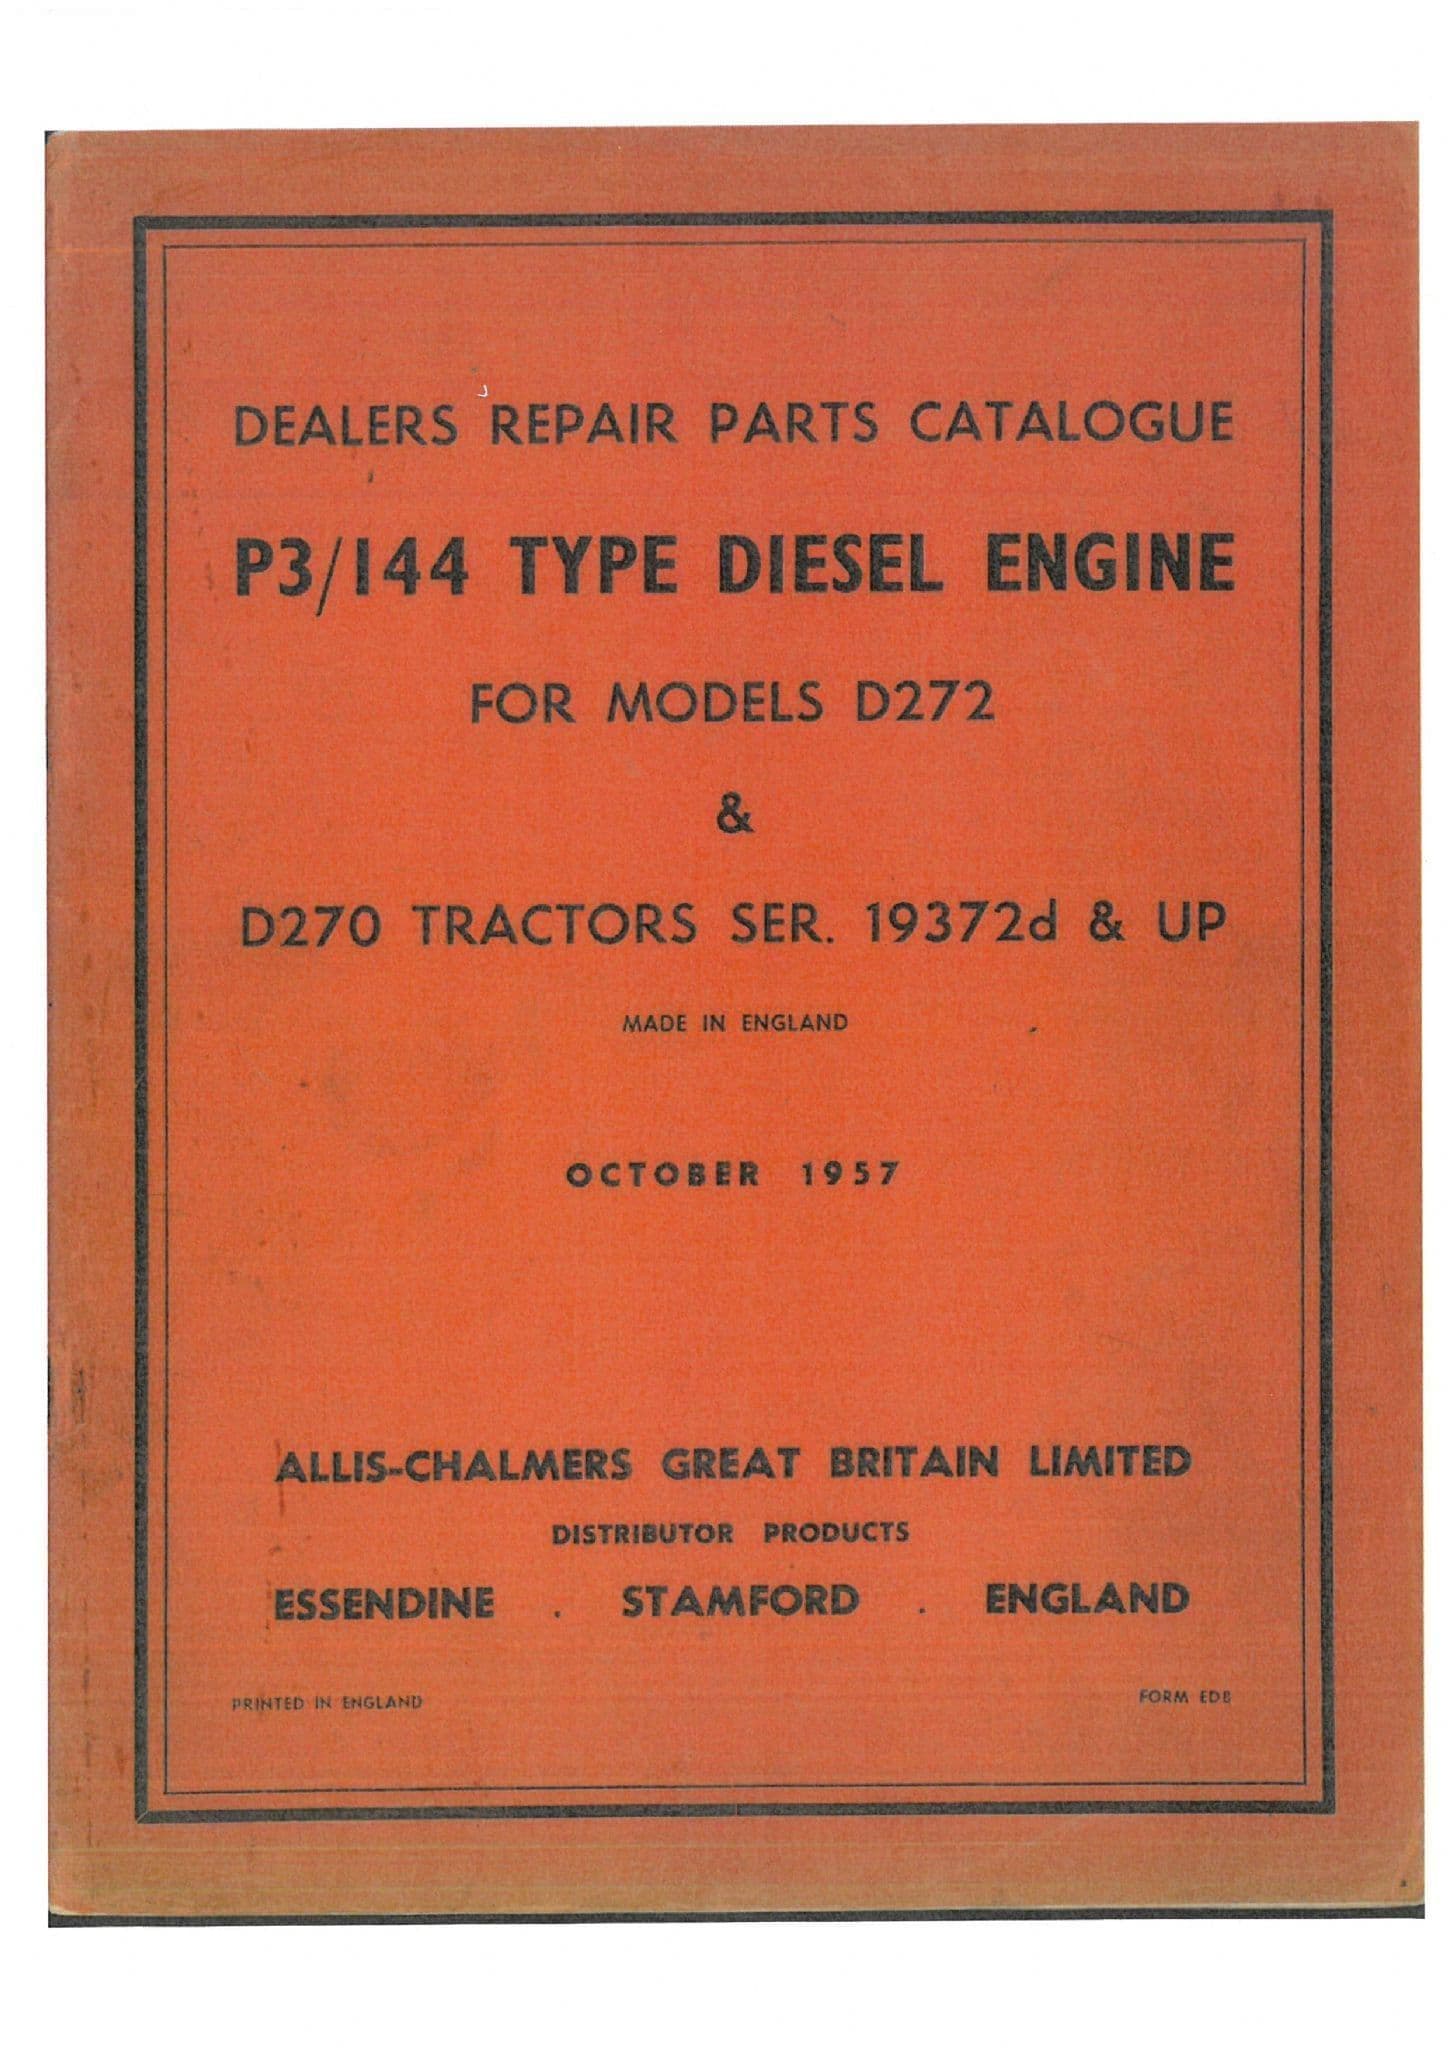 DEALERS REPAIR PARTS CATALOGUE
P3/144 TYPE DIESEL ENGINE
FOR MODELS D272
&
D270 TRACTORS SER. 19372d & UP
MADE IN ENGLAND
OCTOBER 1957
ALLIS-CHALMERS GREAT BRITAIN LIMITED
DISTRIBUTOR PRODUCTS
ESSENDINE . STAMFORD . ENGLAND
PRINTED IN ENGLAND
FORM EDB